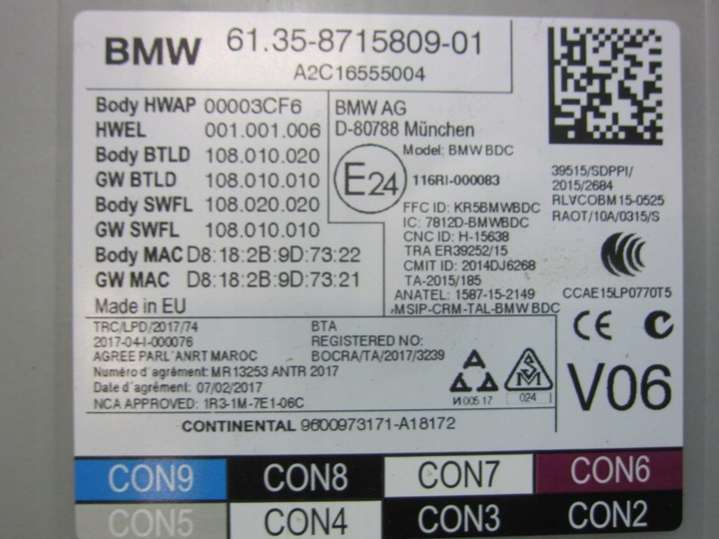 BMW 61.35-8715809-01
A2C16555004
Body HWAP 00003CF6
HWEL 001.001.006
Body BTLD 108.010.020
GW BTLD 108.010.010
Body SWFL 108.020.020
GW SWFL 108.010.010
Body MAC D8:18:2B:9D:73:22
GW MAC D8:18:2B:9D:73:21
Made in EU
BMW AG
D-80788 München
Model: BMW BDC
E24
116RI-000083
FFC ID: KR5BMWBDC
IC: 7812D-BMWBDC
CNC ID: H-15638
TRA ER39252/15
CMIT ID: 2014DJ6268
TA-2015/185
ANATEL: 1587-15-2149
MSIP-CRM-TAL-BMW BDC
39515/SDPPI/
2015/2684
RLVCOBM15-0525
RAOT/10A/0315/S
CCAE15LP0770T5
CE
V06
TRC/LPD/2017/74
2017-04-I-000076
AGREE PARL´ANRT MAROC
Numéro d´agrément: MR13253 ANTR 2017
Date d´agrément: 07/02/2017
NCA APPROVED: 1R3-1M-7E1-06C
BTA
REGISTERED NO:
BOCRA/TA/2017/3239
И 005 17
024
CONTINENTAL 9600973171-A18172
CON9 CON8 CON7 CON6
CON5 CON4 CON3 CON2